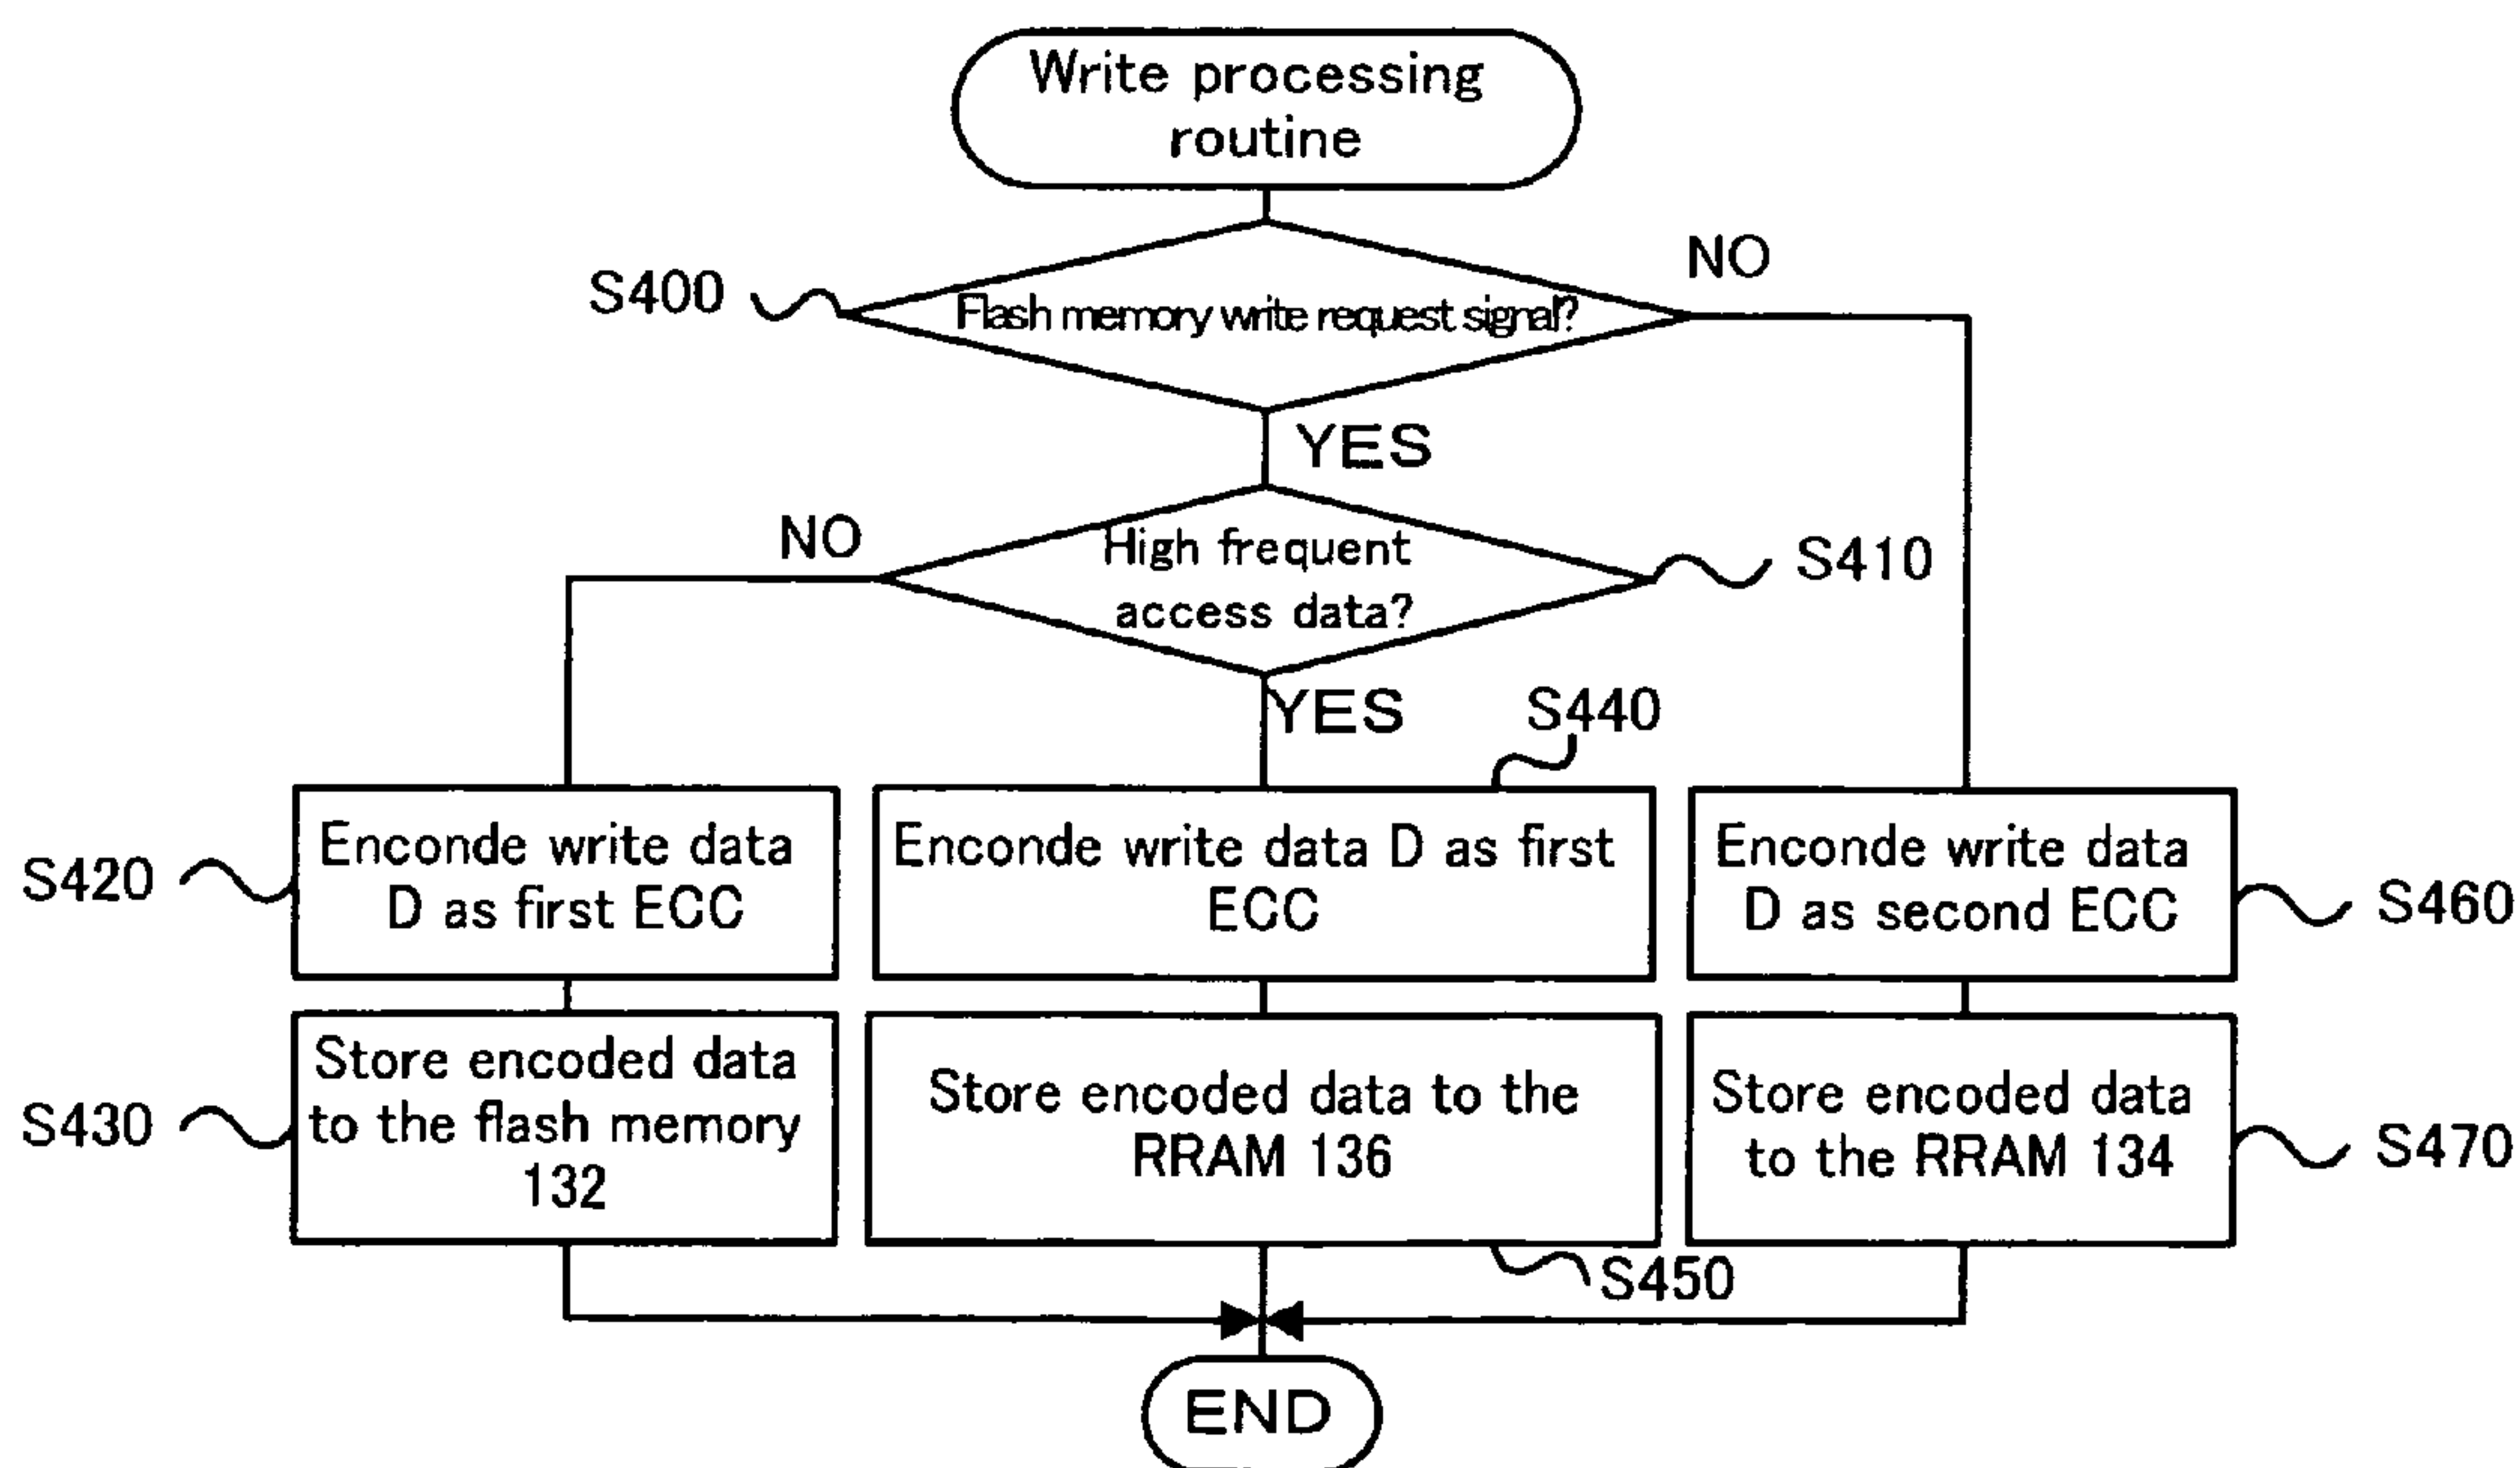 Write processing
routine
NO
S400
Flash memory write request signal?
YES
NO
High frequent
access data?
S410
YES
S440
S420
Enconde write data
D as first ECC
Enconde write data D as first
ECC
Enconde write data
D as second ECC
S460
S430
Store encoded data
to the flash memory
132
Store encoded data to the
RRAM 136
Store encoded data
to the RRAM 134
S470
S450
END